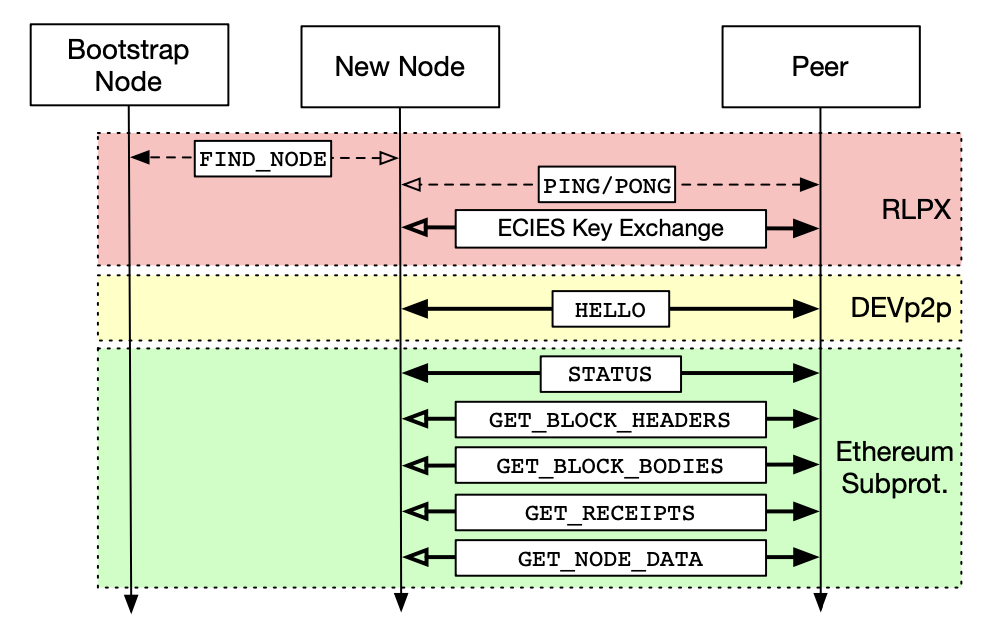 Bootstrap
Node
New Node
Peer
FIND_NODE
PING/PONG
ECIES Key Exchange
RLPX
HELLO
DEVp2p
STATUS
GET_BLOCK_HEADERS
GET_BLOCK_BODIES
GET_RECEIPTS
GET_NODE_DATA
Ethereum
Subprot.